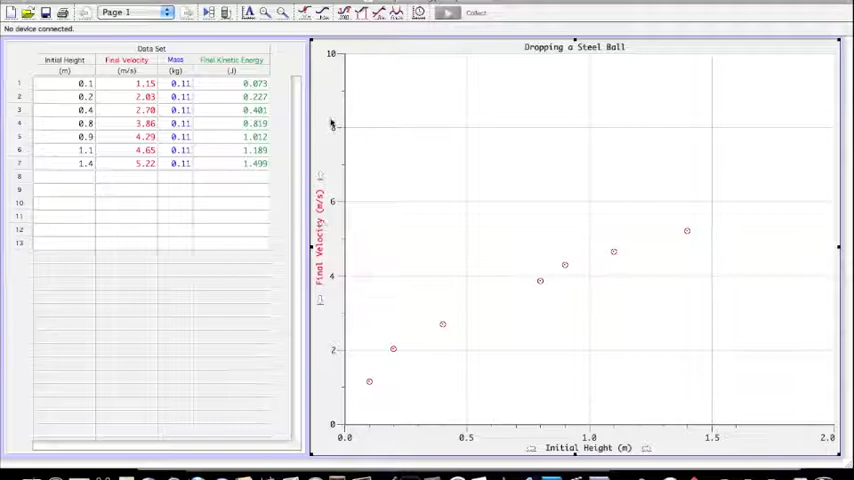 Page 1
Collect
No device connected.
Data Set
Initial Height Final Velocity Mass Final Kinetic Energy
(m) (m/s) (kg) (J)
1 0.1 1.15 0.11 0.073
2 0.2 2.03 0.11 0.227
3 0.4 2.70 0.11 0.401
4 0.8 3.86 0.11 0.819
5 0.9 4.29 0.11 1.012
6 1.1 4.65 0.11 1.189
7 1.4 5.22 0.11 1.499
8
9
10
11
12
13
Dropping a Steel Ball
10
8
6
4
2
0
Final Velocity (m/s)
0.0 0.5 1.0 1.5 2.0
Initial Height (m)